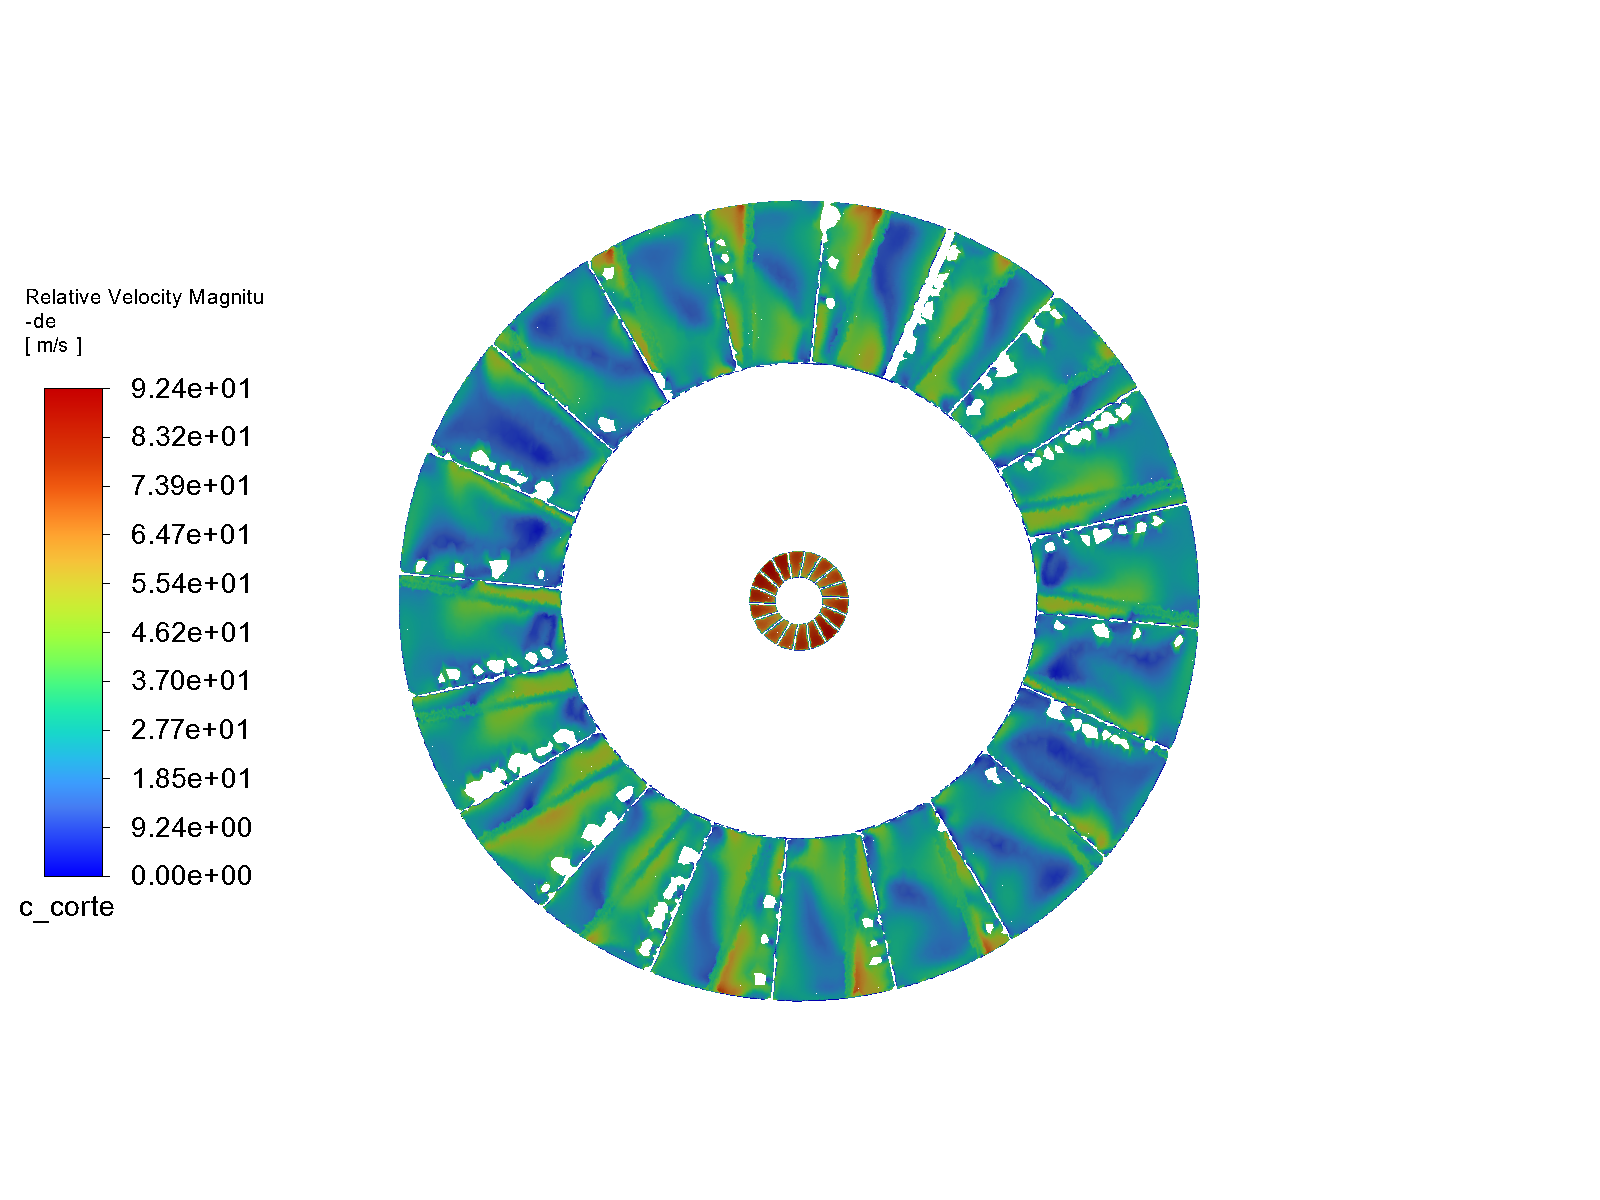 Relative Velocity Magnitu
-de
[ m/s ]
9.24e+01
8.32e+01
7.39e+01
6.47e+01
5.54e+01
4.62e+01
3.70e+01
2.77e+01
1.85e+01
9.24e+00
0.00e+00
c_corte